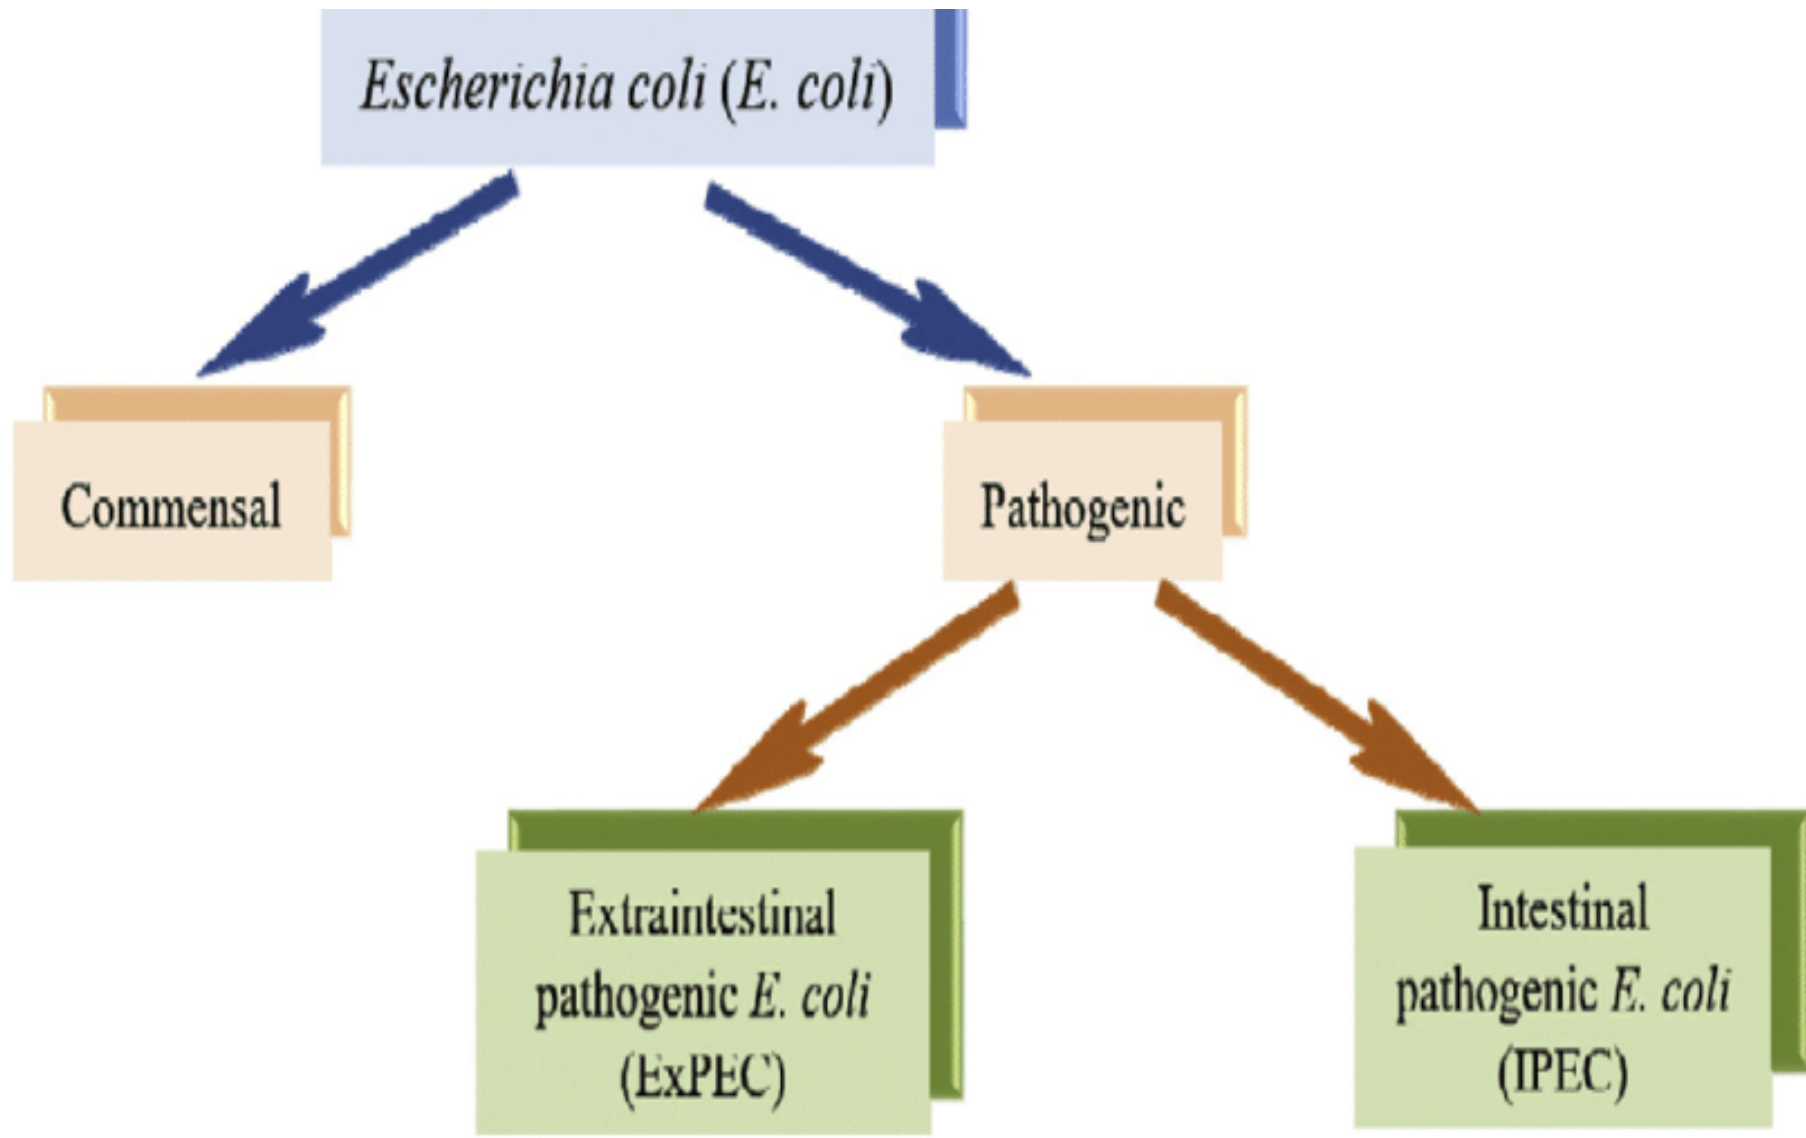 Escherichia coli (E. coli)
Commensal
Pathogenic
Extraintestinal
pathogenic E. coli
(ExPEC)
Intestinal
pathogenic E. coli
(IPEC)